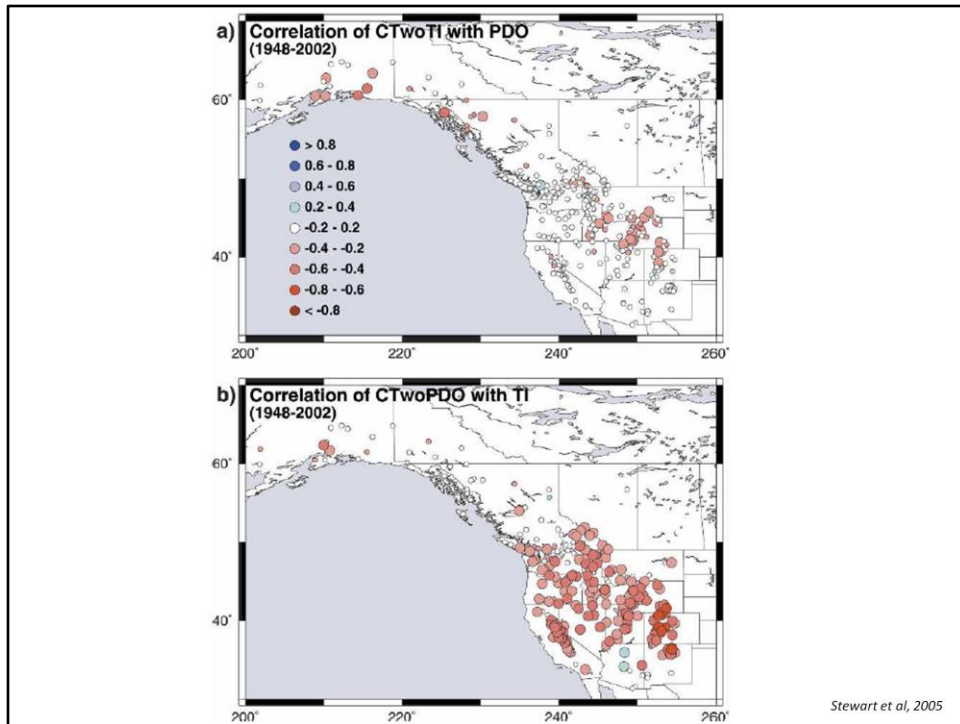 a) Correlation of CTwoTI with PDO
(1948-2002)
60°
> 0.8
0.6 - 0.8
0.4 - 0.6
0.2 - 0.4
-0.2 - 0.2
-0.4 - -0.2
-0.6 - -0.4
-0.8 - -0.6
< -0.8
40°
200° 220° 240° 260°
b) Correlation of CTwoPDO with TI
(1948-2002)
60°
40°
200° 220° 240° 260°
Stewart et al, 2005